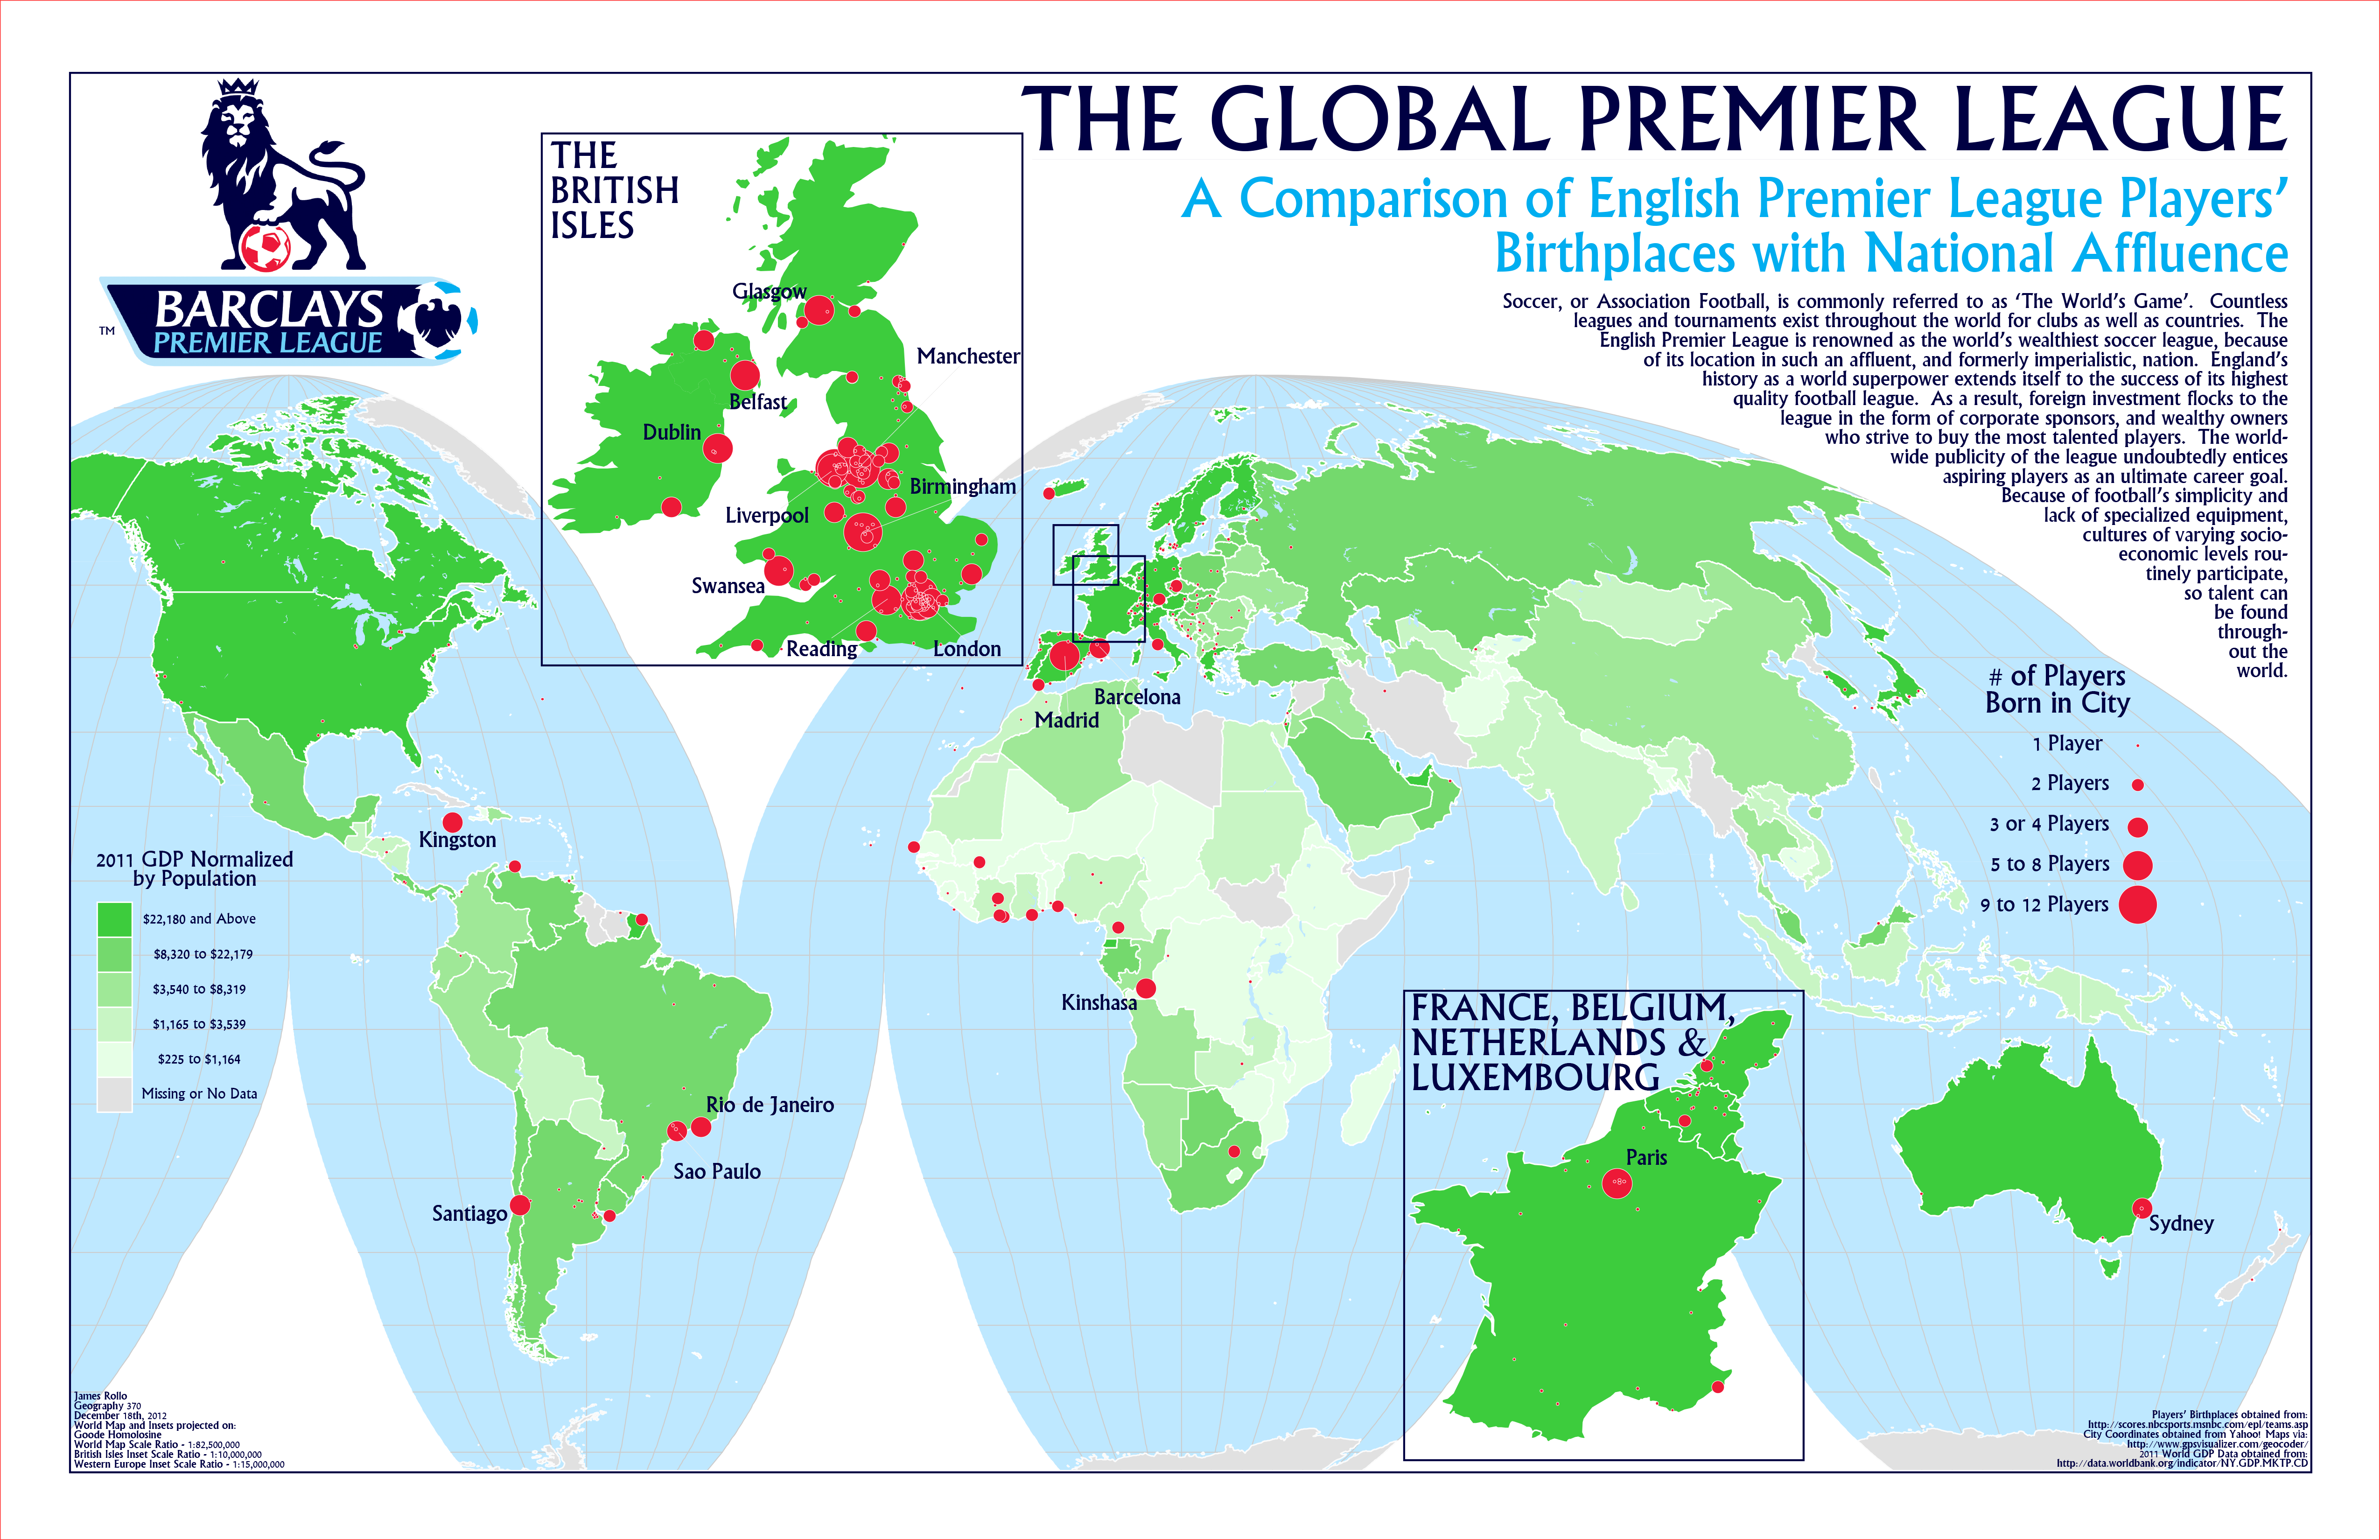 THE GLOBAL PREMIER LEAGUE
A Comparison of English Premier League Players'
Birthplaces with National Affluence
Soccer, or Association Football, is commonly referred to as 'The World's Game'. Countless
leagues and tournaments exist throughout the world for clubs as well as countries. The
English Premier League is renowned as the world's wealthiest soccer league, because
of its location in such an affluent, and formerly imperialistic, nation. England's
history as a world superpower extends itself to the success of its highest
quality football league. As a result, foreign investment flocks to the
league in the form of corporate sponsors, and wealthy owners
who strive to buy the most talented players. The world-
wide publicity of the league undoubtedly entices
aspiring players as an ultimate career goal.
Because of football's simplicity and
lack of specialized equipment,
cultures of varying socio-
economic levels rou-
tinely participate,
so talent can
be found
through-
out the
world.
BARCLAYS
PREMIER LEAGUE
TM
THE
BRITISH
ISLES
Glasgow
Manchester
Belfast
Dublin
Birmingham
Liverpool
Swansea
Reading
London
Barcelona
Madrid
# of Players
Born in City
1 Player
2 Players
3 or 4 Players
5 to 8 Players
9 to 12 Players
Kingston
2011 GDP Normalized
by Population
$22,180 and Above
$8,320 to $22,179
$3,540 to $8,319
$1,165 to $3,539
$225 to $1,164
Missing or No Data
Kinshasa
Rio de Janeiro
Sao Paulo
Santiago
FRANCE, BELGIUM,
NETHERLANDS &
LUXEMBOURG
Paris
Sydney
James Rollo
Geography 370
December 18th, 2012
World Map and Insets projected on:
Goode Homolosine
World Map Scale Ratio - 1:82,500,000
British Isles Inset Scale Ratio - 1:10,000,000
Western Europe Inset Scale Ratio - 1:15,000,000
Players' Birthplaces obtained from:
http://scores.nbcsports.msnbc.com/epl/teams.asp
City Coordinates obtained from Yahoo! Maps via:
http://www.gpsvisualizer.com/geocoder/
2011 World GDP Data obtained from:
http://data.worldbank.org/indicator/NY.GDP.MKTP.CD